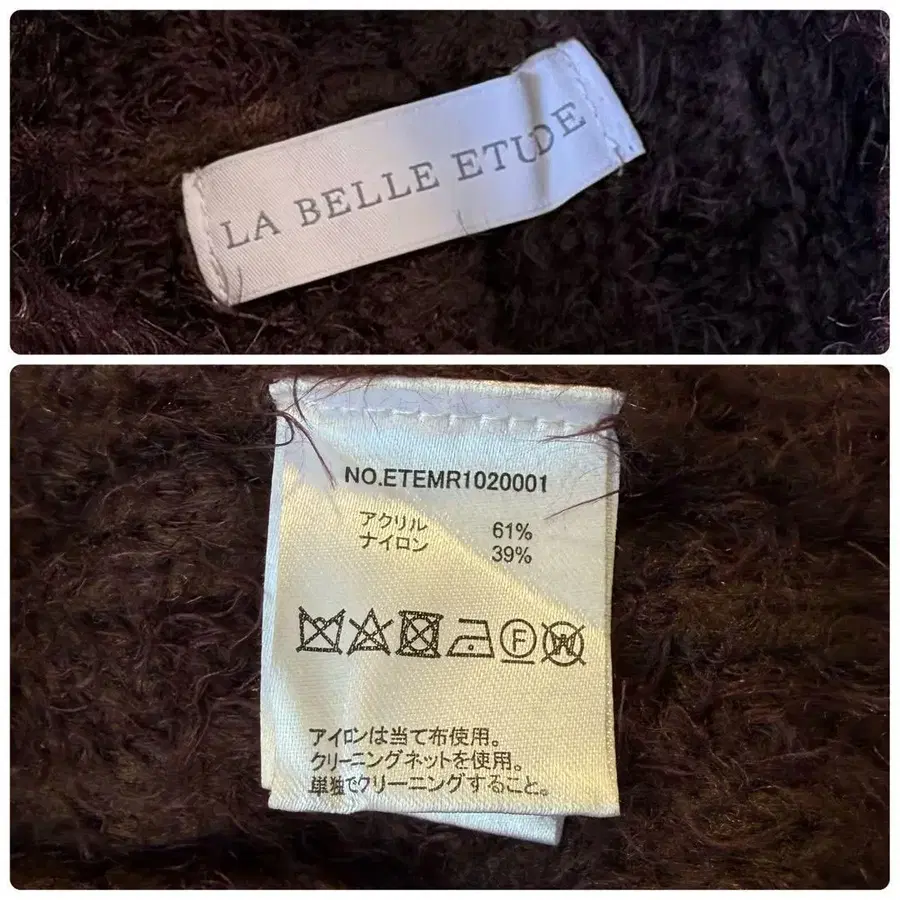 LA BELLE ETUDE
NO.ETEMR1020001
アクリル 61%
ナイロン 39%
F W
アイロンは当て布使用。
クリーニングネットを使用。
単独でクリーニングすること。